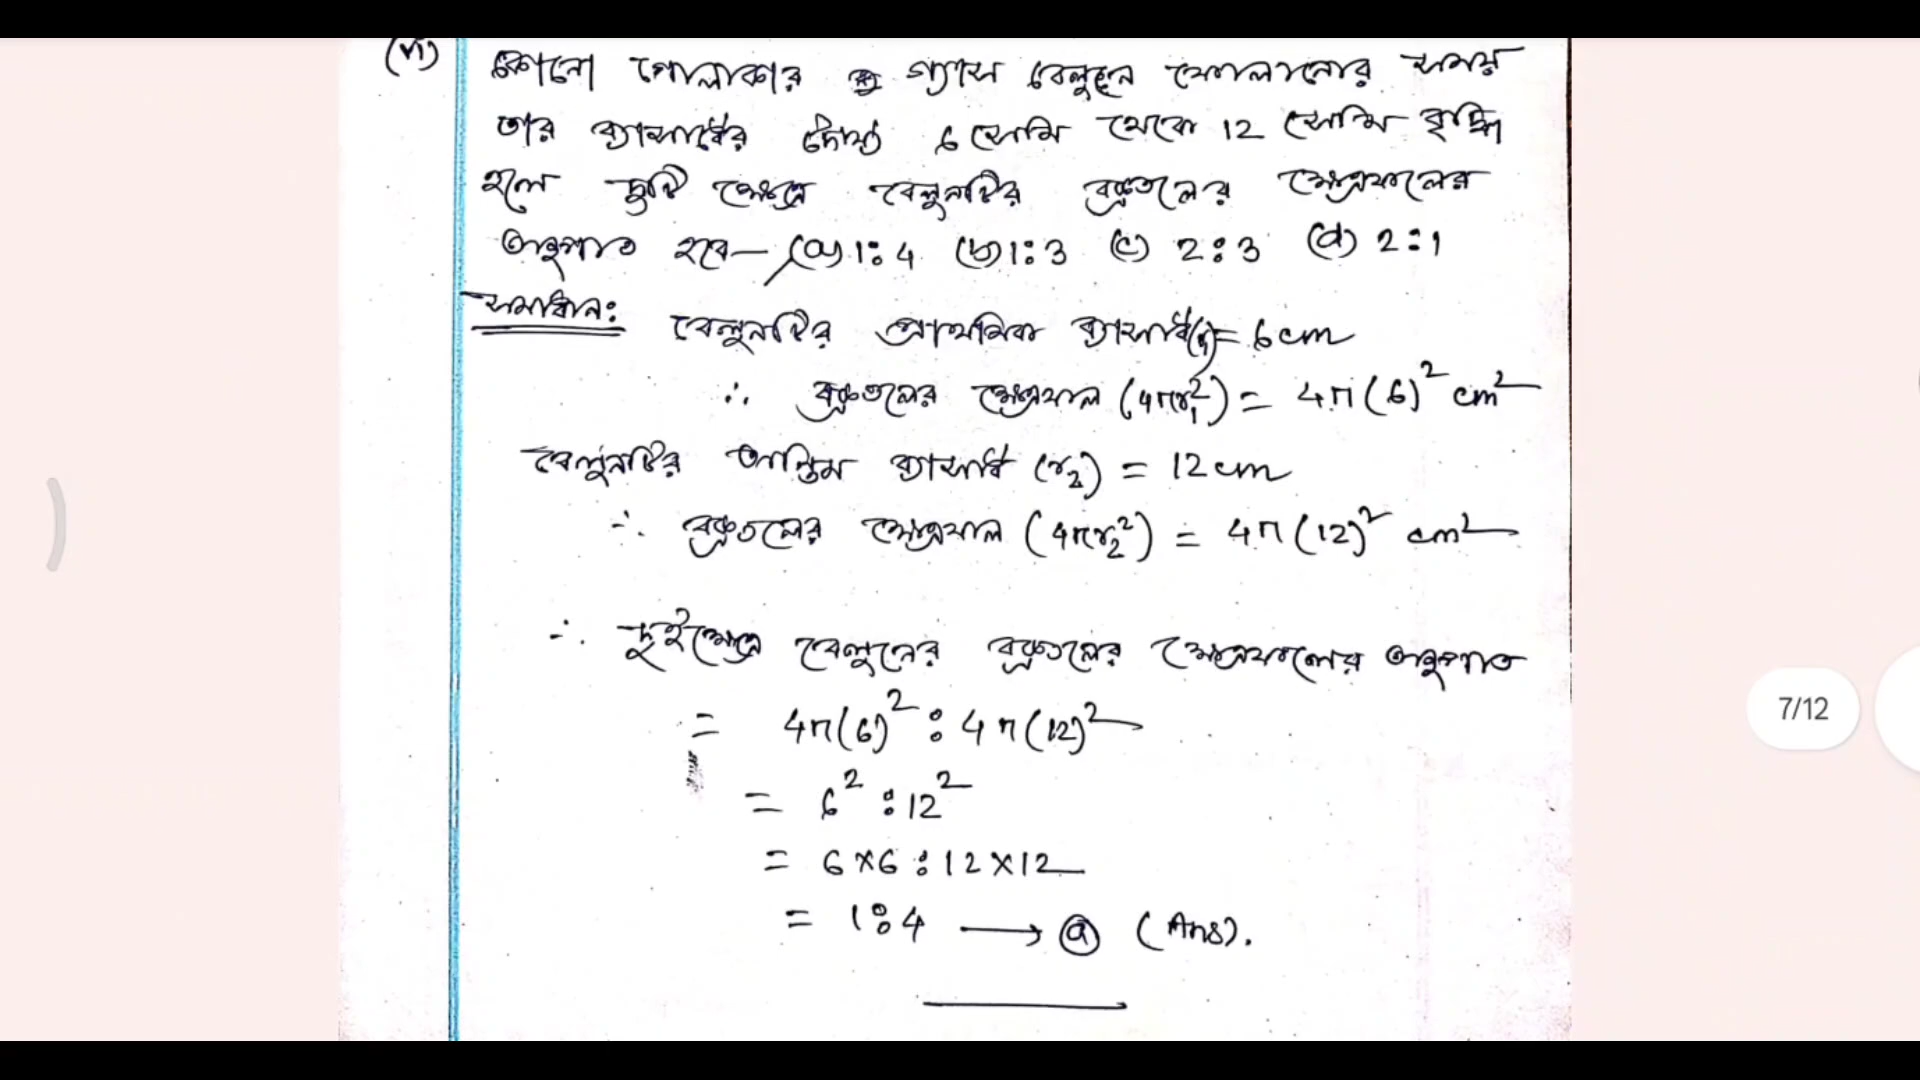 (vi) কোনো গোলাকার গ্যাস বেলুনে ফোলানোর সময়
তার ব্যাসার্ধের দৈর্ঘ্য 6 সেমি থেকে 12 সেমি বৃদ্ধি
হলে দুটি ক্ষেত্রে বেলুনটির বক্রতলের ক্ষেত্রফলের
অনুপাত হবে— (a) 1:4 (b) 1:3 (c) 2:3 (d) 2:1
সমাধান: বেলুনটির প্রাথমিক ব্যাসার্ধ(r₁)= 6cm
∴ বক্রতলের ক্ষেত্রফল (4πr₁²) = 4π(6)² cm²
বেলুনটির অন্তিম ব্যাসার্ধ (r₂) = 12cm
∴ বক্রতলের ক্ষেত্রফল (4πr₂²) = 4π(12)² cm²
∴ দুইক্ষেত্রে বেলুনের বক্রতলের ক্ষেত্রফলের অনুপাত
= 4π(6)² : 4π(12)²
= 6² : 12²
= 6×6 : 12×12
= 1:4 ⟶ ⓐ (Ans).
7/12